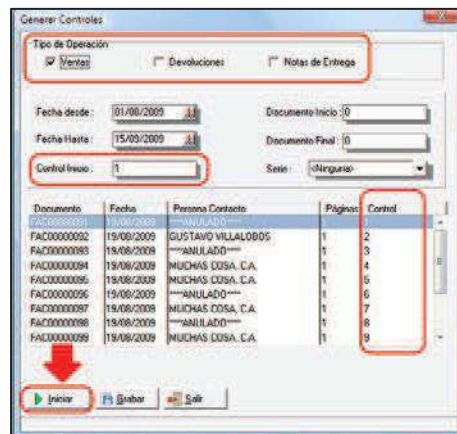 Generar Controles
Tipo de Operación
Ventas Devoluciones Notas de Entrega
Fecha desde : 01/08/2009 Documento Inicio : 0
Fecha Hasta : 15/09/2009 Documento Final : 0
Control Inicio : 1 Serie : <Ninguna>
Documento Fecha Persona Contacto Páginas Control
FAC00000091 19/08/2009 ***ANULADO*** 1 1
FAC00000092 19/08/2009 GUSTAVO VILLALOBOS 1 2
FAC00000093 19/08/2009 ***ANULADO*** 1 3
FAC00000094 19/08/2009 MUCHAS COSA, C.A. 1 4
FAC00000095 19/08/2009 MUCHAS COSA, C.A. 1 5
FAC00000096 19/08/2009 ***ANULADO*** 1 6
FAC00000097 19/08/2009 MUCHAS COSA, C.A. 1 7
FAC00000098 19/08/2009 ***ANULADO*** 1 8
FAC00000099 19/08/2009 MUCHAS COSA, C.A. 1 9
Iniciar Grabar Salir